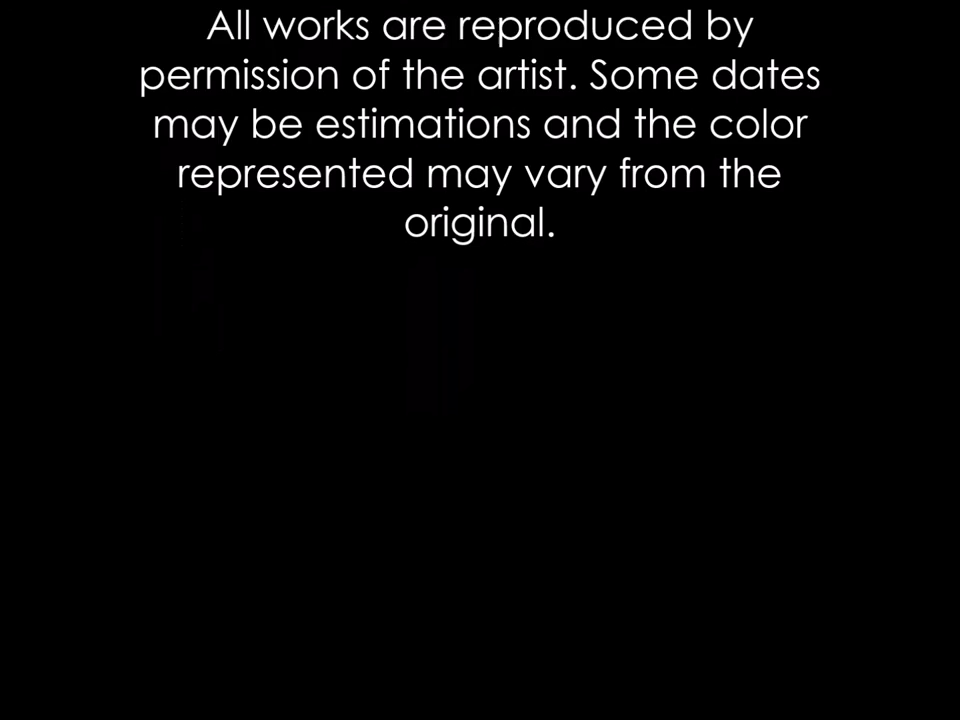 All works are reproduced by
permission of the artist. Some dates
may be estimations and the color
represented may vary from the
original.